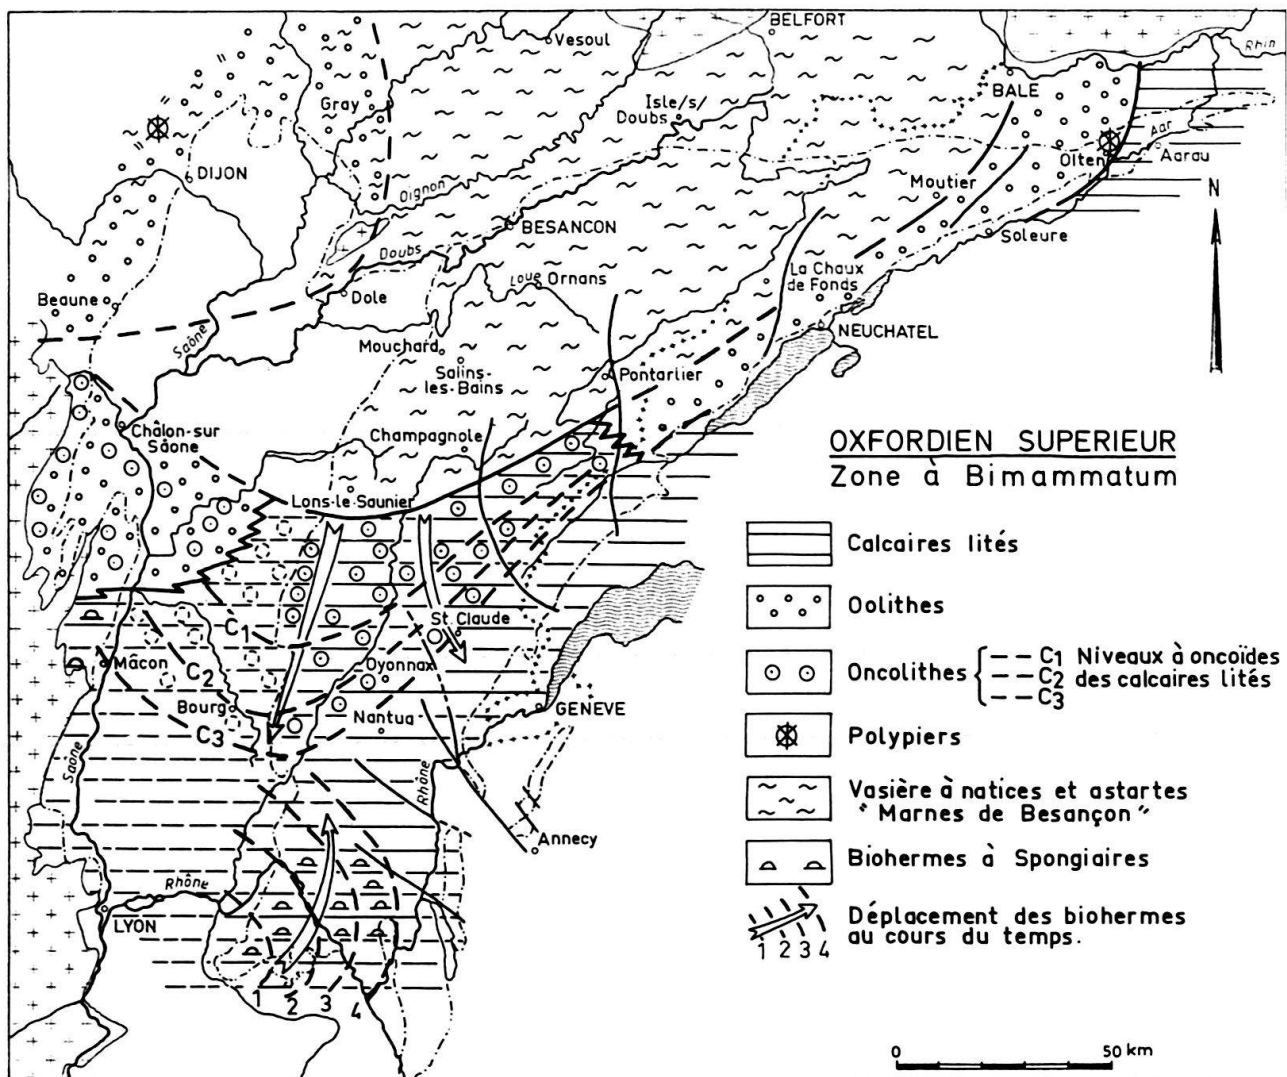 BELFORT
Vesoul
Rhin
Gray
Isle/s/
Doubs
BALE
Aar
Olten
Aarau
DIJON
Oignon
Moutier
N
BESANCON
Soleure
Doubs
Loue
Ornans
La Chaux
de Fonds
Beaune
Dole
Saône
NEUCHATEL
Mouchard
Salins-
les-Bains
Pontarlier
Châlon-sur
Sâone
Champagnole
OXFORDIEN SUPERIEUR
Zone à Bimammatum
Lons-le-Saunier
Calcaires lités
Oolithes
C1
St. Claude
Oncolithes
C1 Niveaux à oncoïdes
C2 des calcaires lités
C3
Mâcon
Oyonnax
C2
Bourg
Nantua
GENEVE
C3
Polypiers
Saône
Rhône
Vasière à natices et astartes
" Marnes de Besançon "
Annecy
Biohermes à Spongiaires
Rhône
LYON
Déplacement des biohermes
au cours du temps.
1 2 3 4
1 2 3 4
0 50 km